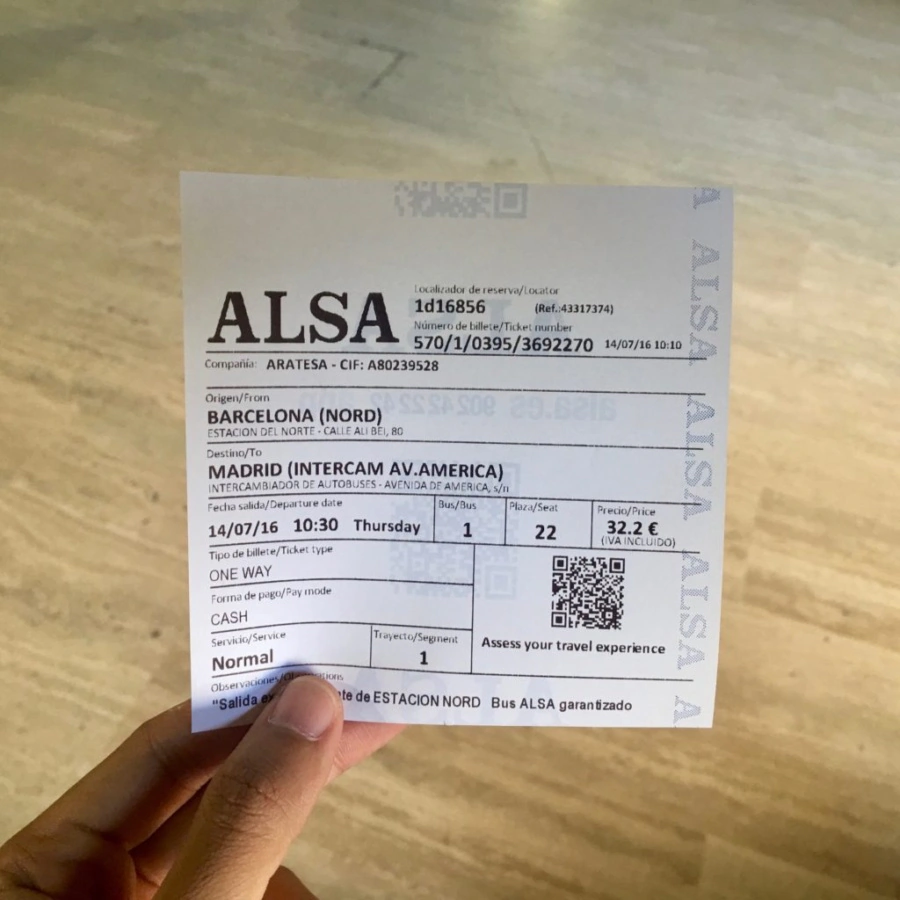 ALSA
Localizador de reserva/Locator
1d16856 (Ref.:43317374)
Número de billete/Ticket number
570/1/0395/3692270 14/07/16 10:10
Compañía: ARATESA - CIF: A80239528
Origen/From
BARCELONA (NORD)
ESTACION DEL NORTE - CALLE ALI BEI, 80
Destino/To
MADRID (INTERCAM AV.AMERICA)
INTERCAMBIADOR DE AUTOBUSES - AVENIDA DE AMERICA, s/n
Fecha salida/Departure date Bus/Bus Plaza/Seat Precio/Price
14/07/16 10:30 Thursday 1 22 32.2 €
(IVA INCLUIDO)
Tipo de billete/Ticket type
ONE WAY
Forma de pago/Pay mode
CASH
Servicio/Service Trayecto/Segment
Normal 1
Assess your travel experience
Observaciones/
"Salida de ESTACION NORD Bus ALSA garantizado
ALSA
ALSA
ALSA
alsa.es 902422242